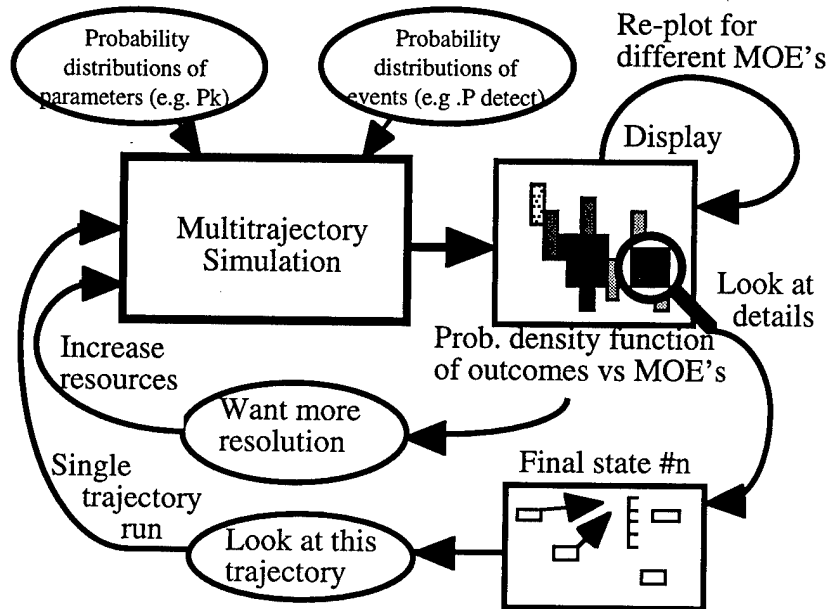 Probability
distributions of
parameters (e.g. Pk)
Probability
distributions of
events (e.g .P detect)
Re-plot for
different MOE's
Display
Multitrajectory
Simulation
Look at
details
Prob. density function
of outcomes vs MOE's
Increase
resources
Want more
resolution
Single
trajectory
run
Final state #n
Look at this
trajectory